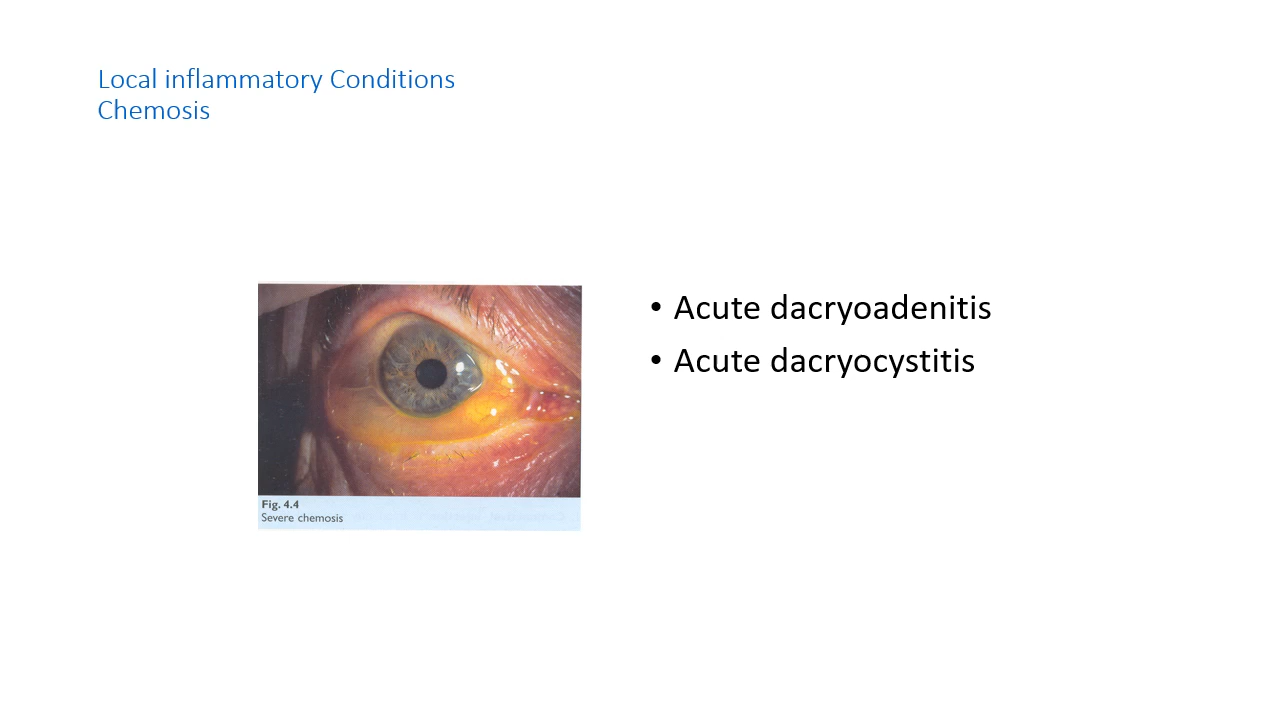 Local inflammatory Conditions
Chemosis
• Acute dacryoadenitis
• Acute dacryocystitis
Fig. 4.4
Severe chemosis